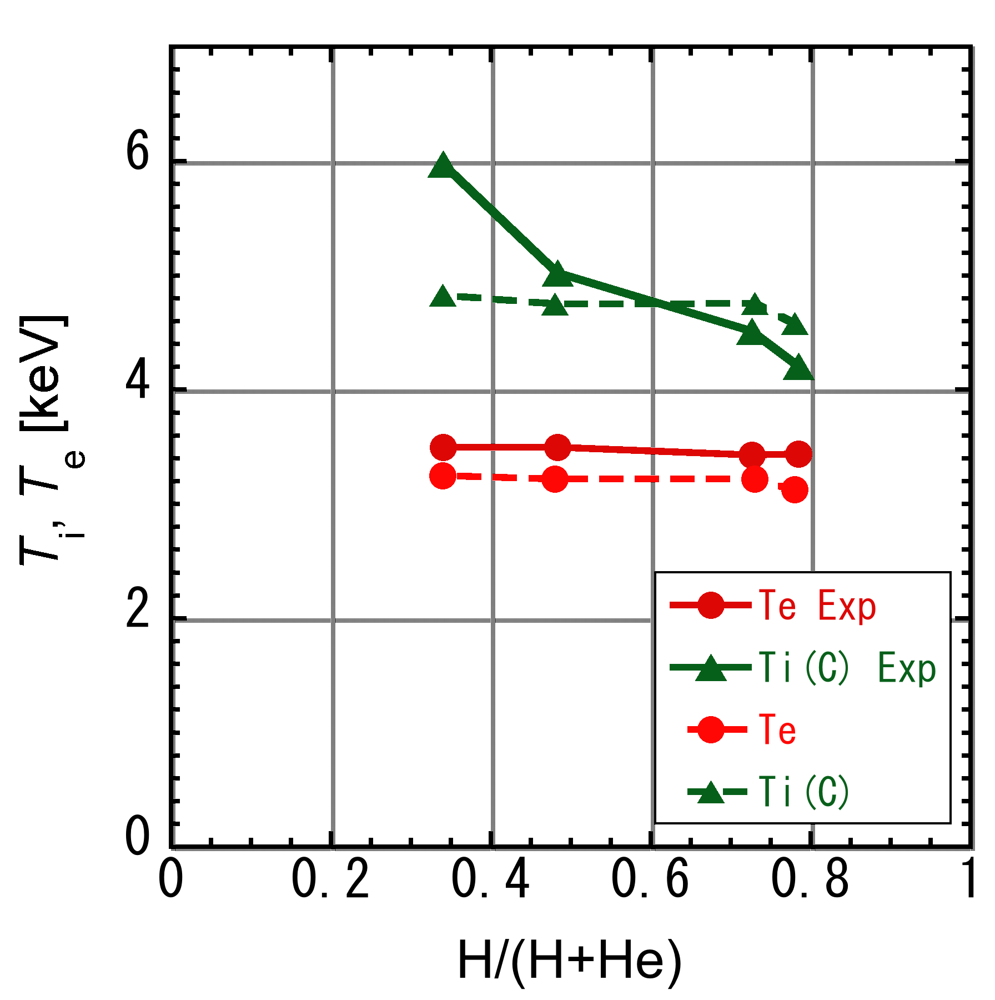 6
4
2
0
0 0.2 0.4 0.6 0.8 1
Ti, Te [keV]
H/(H+He)
Te Exp
Ti(C) Exp
Te
Ti(C)